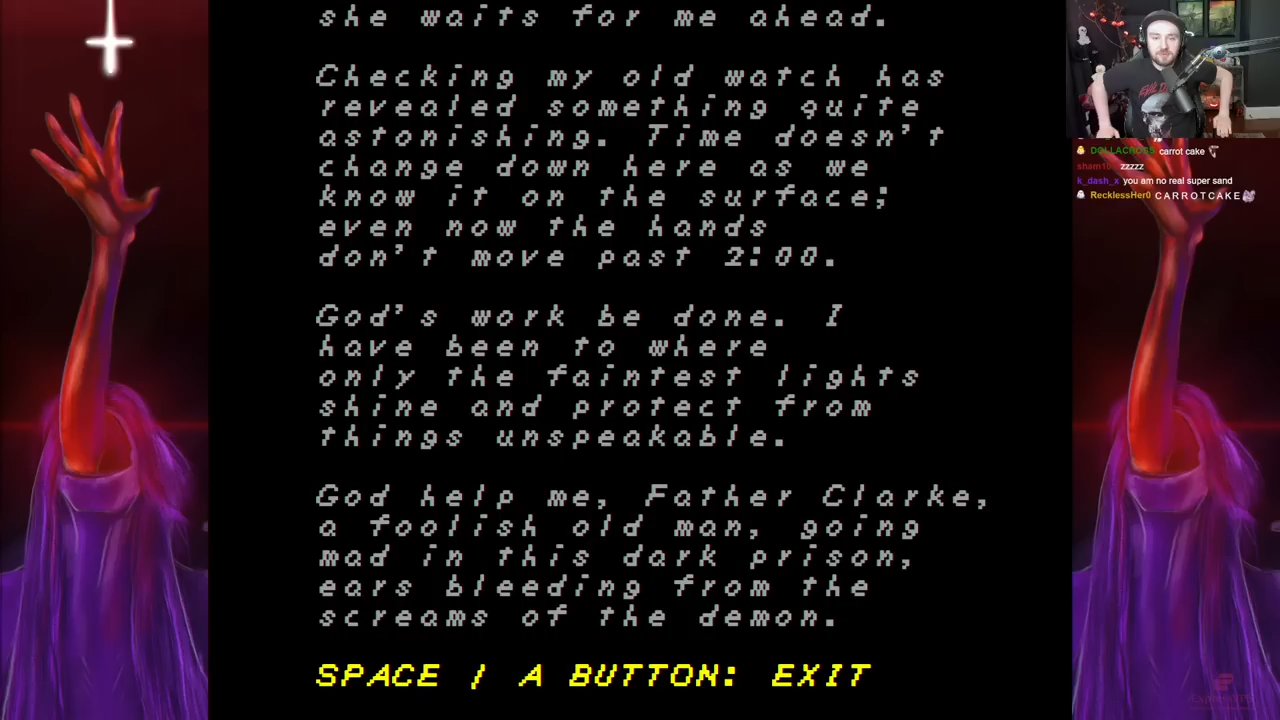 she waits for me ahead.
Checking my old watch has
revealed something quite
astonishing. Time doesn't
change down here as we
know it on the surface;
even now the hands
don't move past 2:00.
God's work be done. I
have been to where
only the faintest lights
shine and protect from
things unspeakable.
God help me, Father Clarke,
a foolish old man, going
mad in this dark prison,
ears bleeding from the
screams of the demon.
SPACE / A BUTTON: EXIT
carrot cake
zzzzz
k_dash_x you am no real super sand
RecklessHer0 C A R R O T C A K E